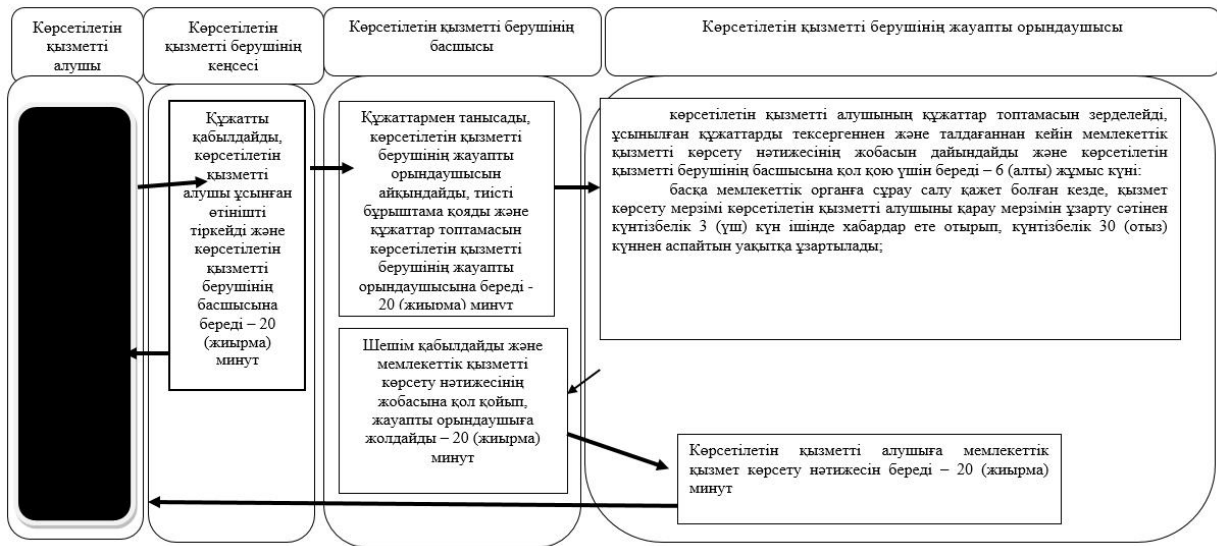 Көрсетілетін
қызметті
алушы
Көрсетілетін
қызметті берушінің
кеңсесі
Көрсетілетін қызметті берушінің
басшысы
Көрсетілетін қызметті берушінің жауапты орындаушысы
Құжатты
қабылдайды,
көрсетілетін
қызметті
алушы ұсынған
өтінішті
тіркейді және
көрсетілетін
қызметті
берушінің
басшысына
береді – 20
(жиырма)
минут
Құжаттармен танысады,
көрсетілетін қызметті
берушінің жауапты
орындаушысын
айқындайды, тиісті
бұрыштама қояды және
құжаттар топтамасын
көрсетілетін қызметті
берушінің жауапты
орындаушысына береді -
20 (жиырма) минут
көрсетілетін қызметті алушының құжаттар топтамасын зерделейді,
ұсынылған құжаттарды тексергеннен және талдағаннан кейін мемлекеттік
қызметті көрсету нәтижесінің жобасын дайындайды және көрсетілетін
қызметті берушінің басшысына қол қою үшін береді – 6 (алты) жұмыс күні:
басқа мемлекеттік органға сұрау салу қажет болған кезде, қызмет
көрсету мерзімі көрсетілетін қызметті алушыны қарау мерзімін ұзарту сәтінен
күнтізбелік 3 (үш) күн ішінде хабардар ете отырып, күнтізбелік 30 (отыз)
күннен аспайтын уақытқа ұзартылады;
Шешім қабылдайды және
мемлекеттік қызметті
көрсету нәтижесінің
жобасына қол қойып,
жауапты орындаушыға
жолдайды – 20 (жиырма)
минут
Көрсетілетін қызметті алушыға мемлекеттік
қызмет көрсету нәтижесін береді – 20 (жиырма)
минут